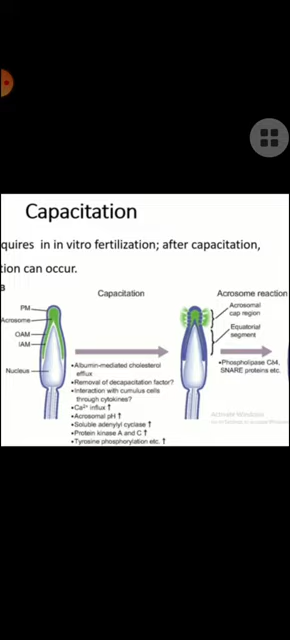 Capacitation
quires in in vitro fertilization; after capacitation,
tion can occur.
a
Capacitation
Acrosome reaction
PM
Acrosome
OAM
IAM
Nucleus
Acrosomal
cap region
Equatorial
segment
•Albumin-mediated cholesterol
efflux
•Removal of decapacitation factor?
•Interaction with cumulus cells
through cytokines?
•Ca²⁺ influx ↑
•Acrosomal pH ↑
•Soluble adenylyl cyclase ↑
•Protein kinase A and C ↑
•Tyrosine phosphorylation etc. ↑
•Phospholipase Cδ4,
SNARE proteins etc.
Activate Windows